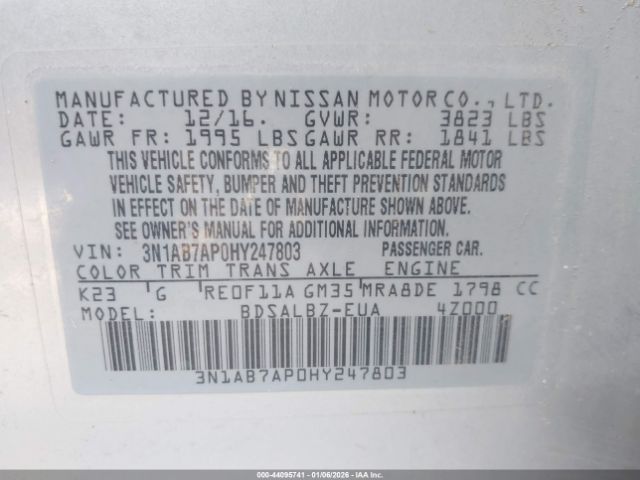 MANUFACTURED BY NISSAN MOTOR CO., LTD.
DATE: 12/16. GVWR: 3823 LBS
GAWR FR: 1995 LBS GAWR RR: 1841 LBS
THIS VEHICLE CONFORMS TO ALL APPLICABLE FEDERAL MOTOR
VEHICLE SAFETY, BUMPER AND THEFT PREVENTION STANDARDS
IN EFFECT ON THE DATE OF MANUFACTURE SHOWN ABOVE.
SEE OWNER'S MANUAL FOR ADDITIONAL INFORMATION.
VIN: 3N1AB7AP0HY247803 PASSENGER CAR.
COLOR TRIM TRANS AXLE ENGINE
K23 G RE0F11A GM35 MRA8DE 1798 CC
MODEL: BDSALBZ-EUA 4Z000
3N1AB7AP0HY247803
000-44095741 - 01/06/2026 - IAAI